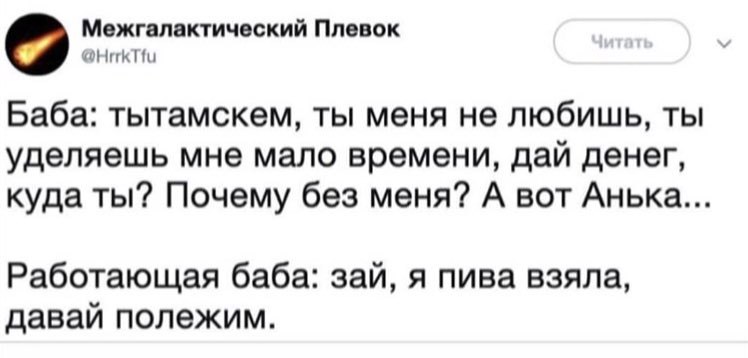 Межгалактический Плевок
@HrrkTfu
Читать
Баба: тытамскем, ты меня не любишь, ты
уделяешь мне мало времени, дай денег,
куда ты? Почему без меня? А вот Анька...
Работающая баба: зай, я пива взяла,
давай полежим.